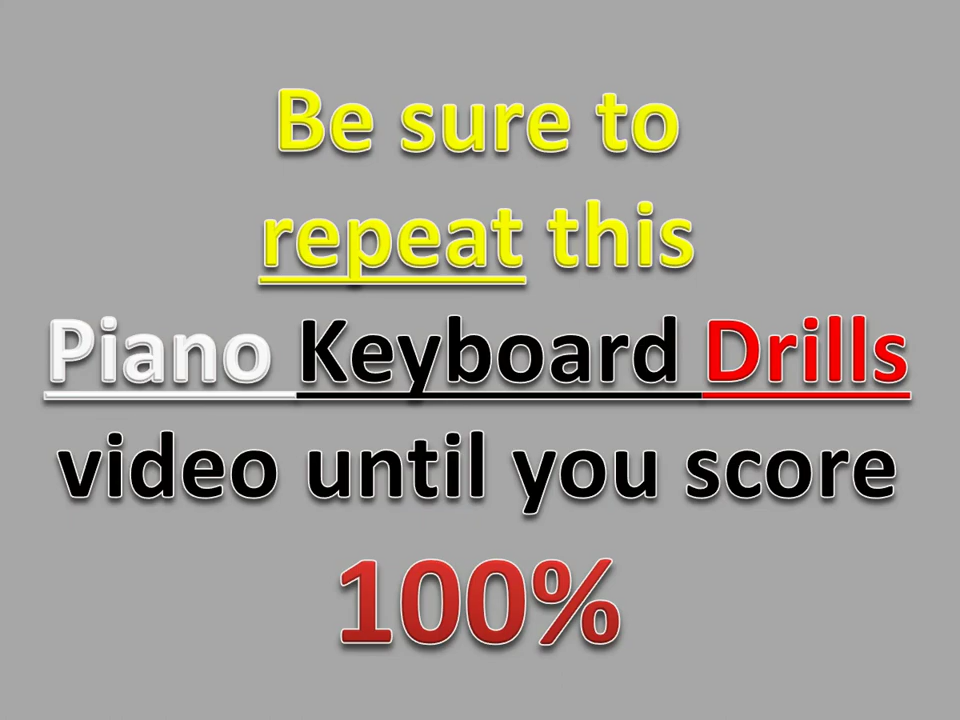 Be sure to
repeat this
Piano Keyboard Drills
video until you score
100%